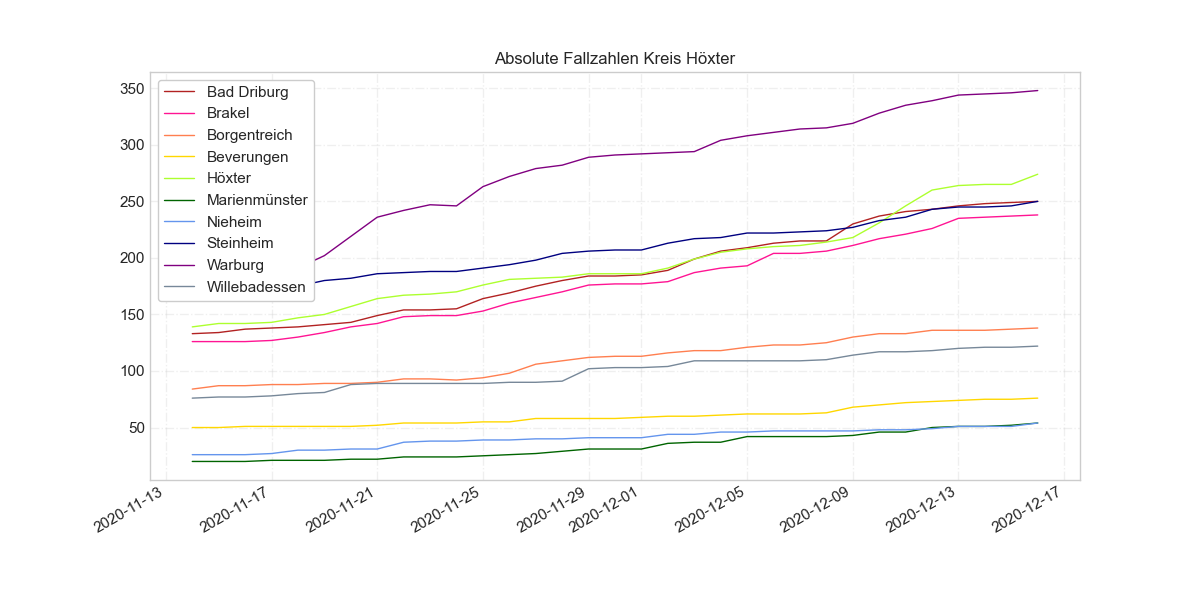 Absolute Fallzahlen Kreis Höxter
350
300
250
200
150
100
50
Bad Driburg
Brakel
Borgentreich
Beverungen
Höxter
Marienmünster
Nieheim
Steinheim
Warburg
Willebadessen
2020-11-13
2020-11-17
2020-11-21
2020-11-25
2020-11-29
2020-12-01
2020-12-05
2020-12-09
2020-12-13
2020-12-17